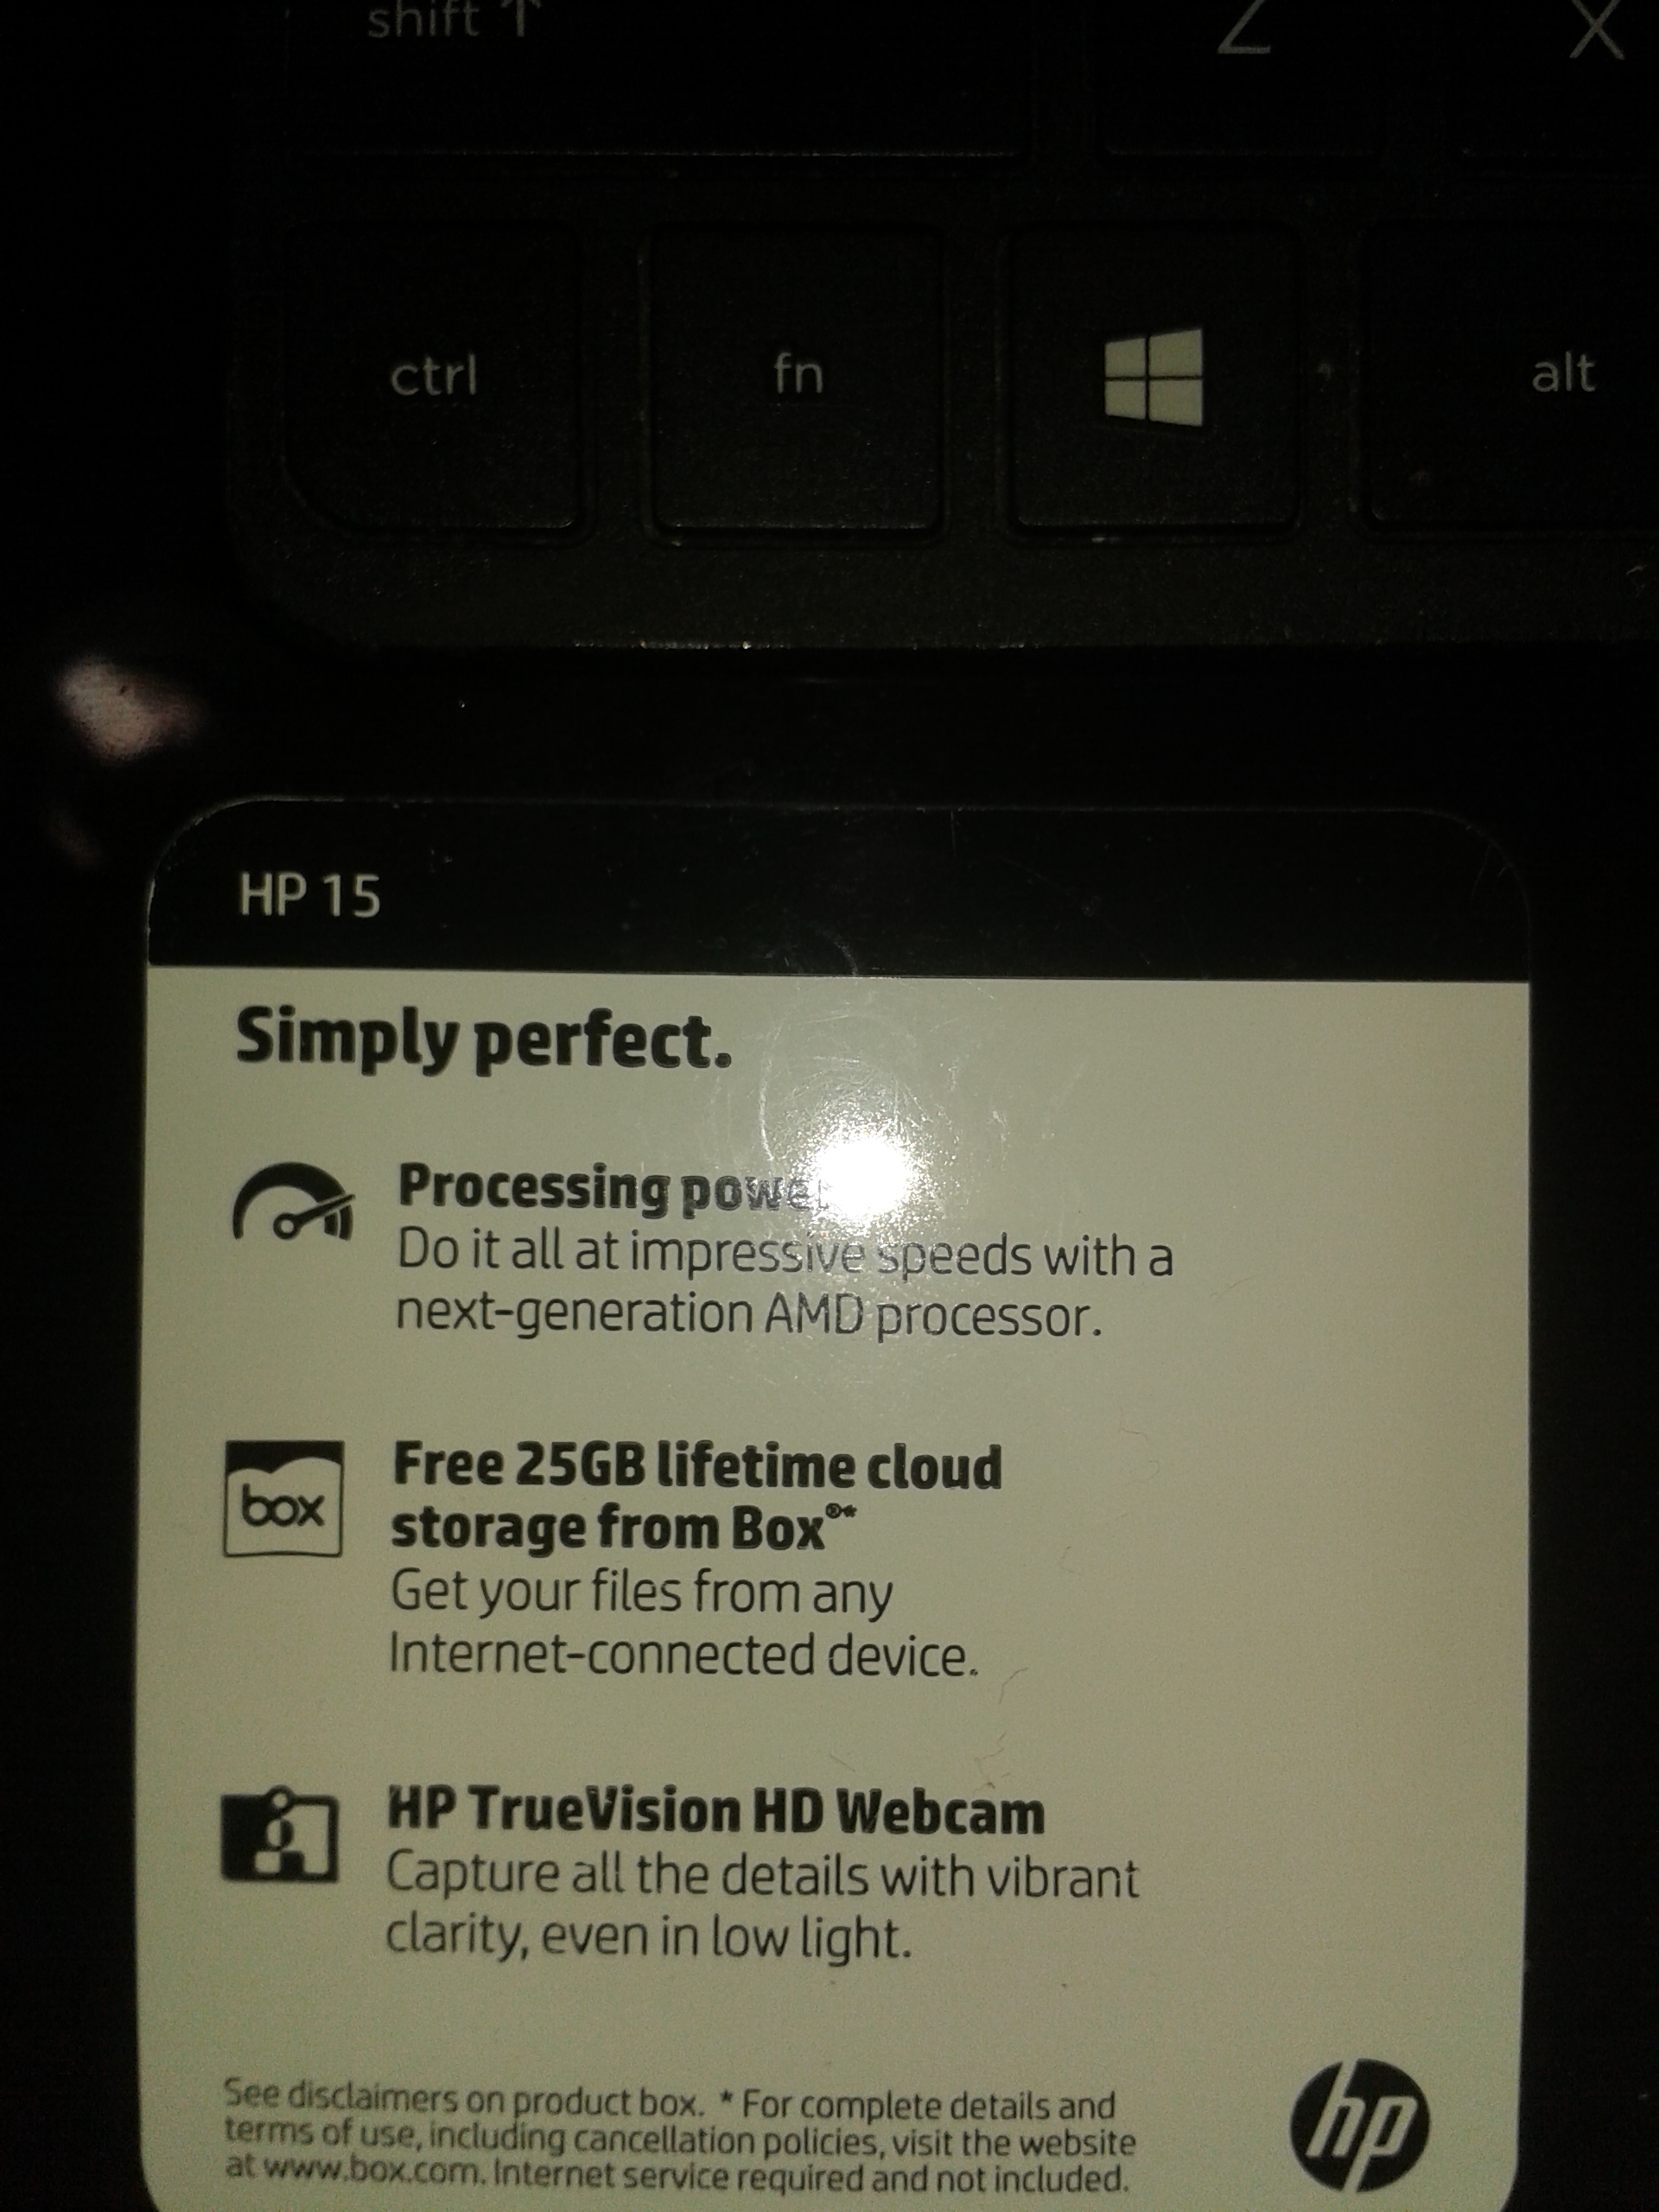 shift ↑ Z X
ctrl fn alt
HP 15
Simply perfect.
Processing power
Do it all at impressive speeds with a
next-generation AMD processor.
box
Free 25GB lifetime cloud
storage from Box®*
Get your files from any
Internet-connected device.
HP TrueVision HD Webcam
Capture all the details with vibrant
clarity, even in low light.
See disclaimers on product box. * For complete details and
terms of use, including cancellation policies, visit the website
at www.box.com. Internet service required and not included.
hp